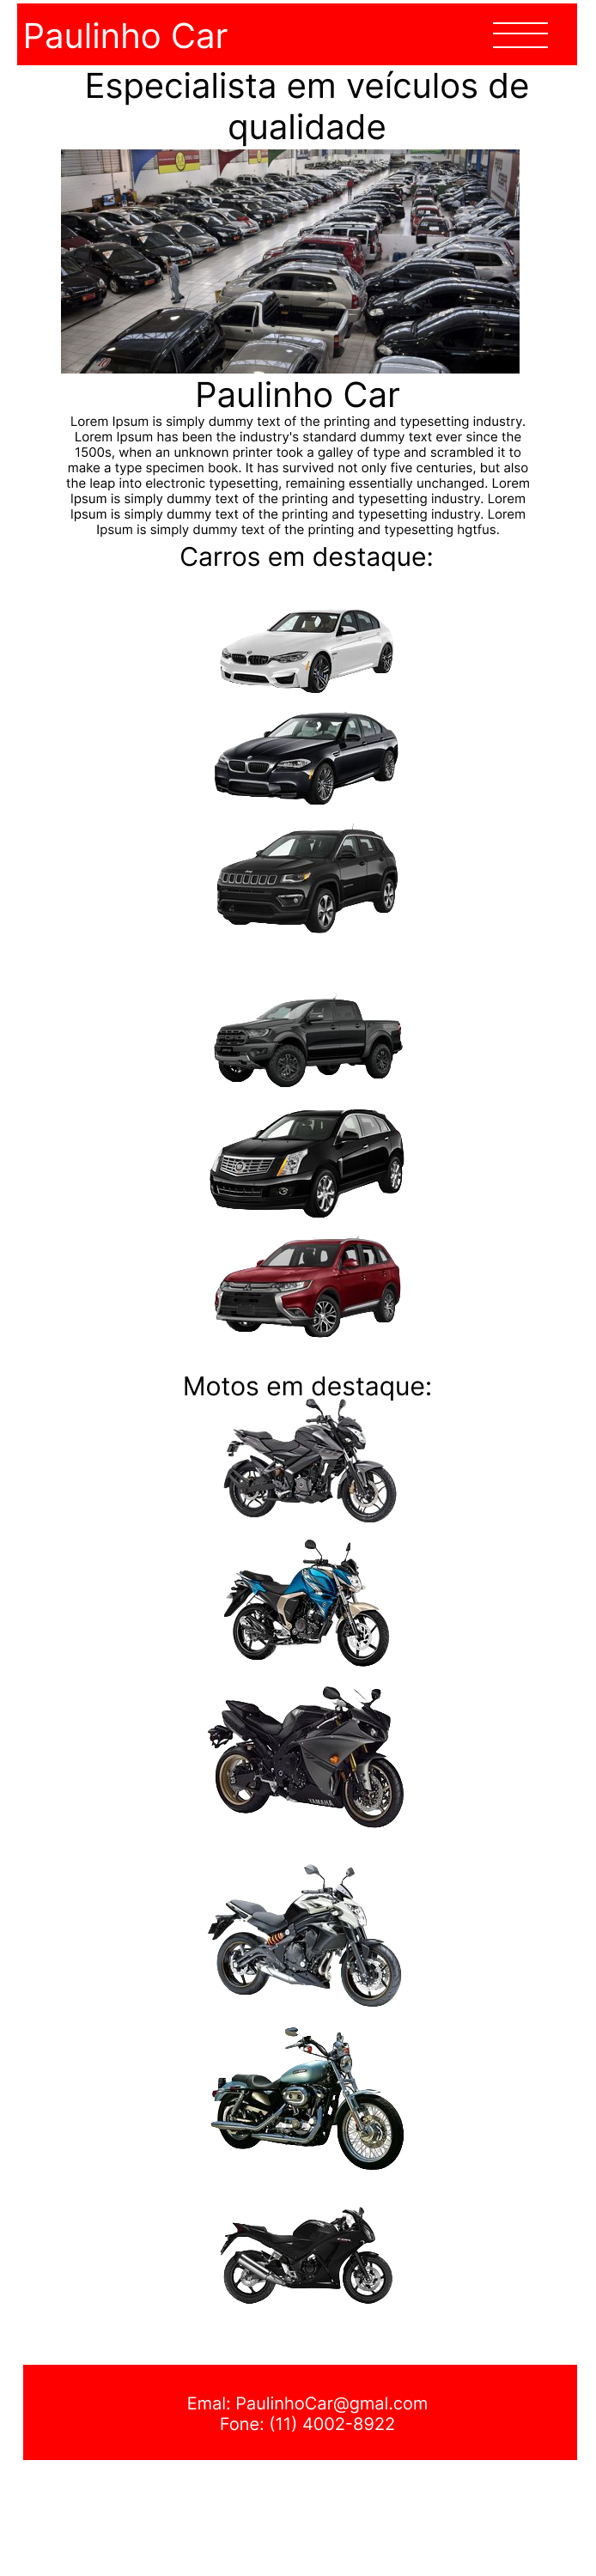 Paulinho Car
Especialista em veículos de
qualidade
Paulinho Car
Lorem Ipsum is simply dummy text of the printing and typesetting industry.
Lorem Ipsum has been the industry's standard dummy text ever since the
1500s, when an unknown printer took a galley of type and scrambled it to
make a type specimen book. It has survived not only five centuries, but also
the leap into electronic typesetting, remaining essentially unchanged. Lorem
Ipsum is simply dummy text of the printing and typesetting industry. Lorem
Ipsum is simply dummy text of the printing and typesetting industry. Lorem
Ipsum is simply dummy text of the printing and typesetting hgtfus.
Carros em destaque:
Motos em destaque:
YAMAHA
Emal: PaulinhoCar@gmal.com
Fone: (11) 4002-8922